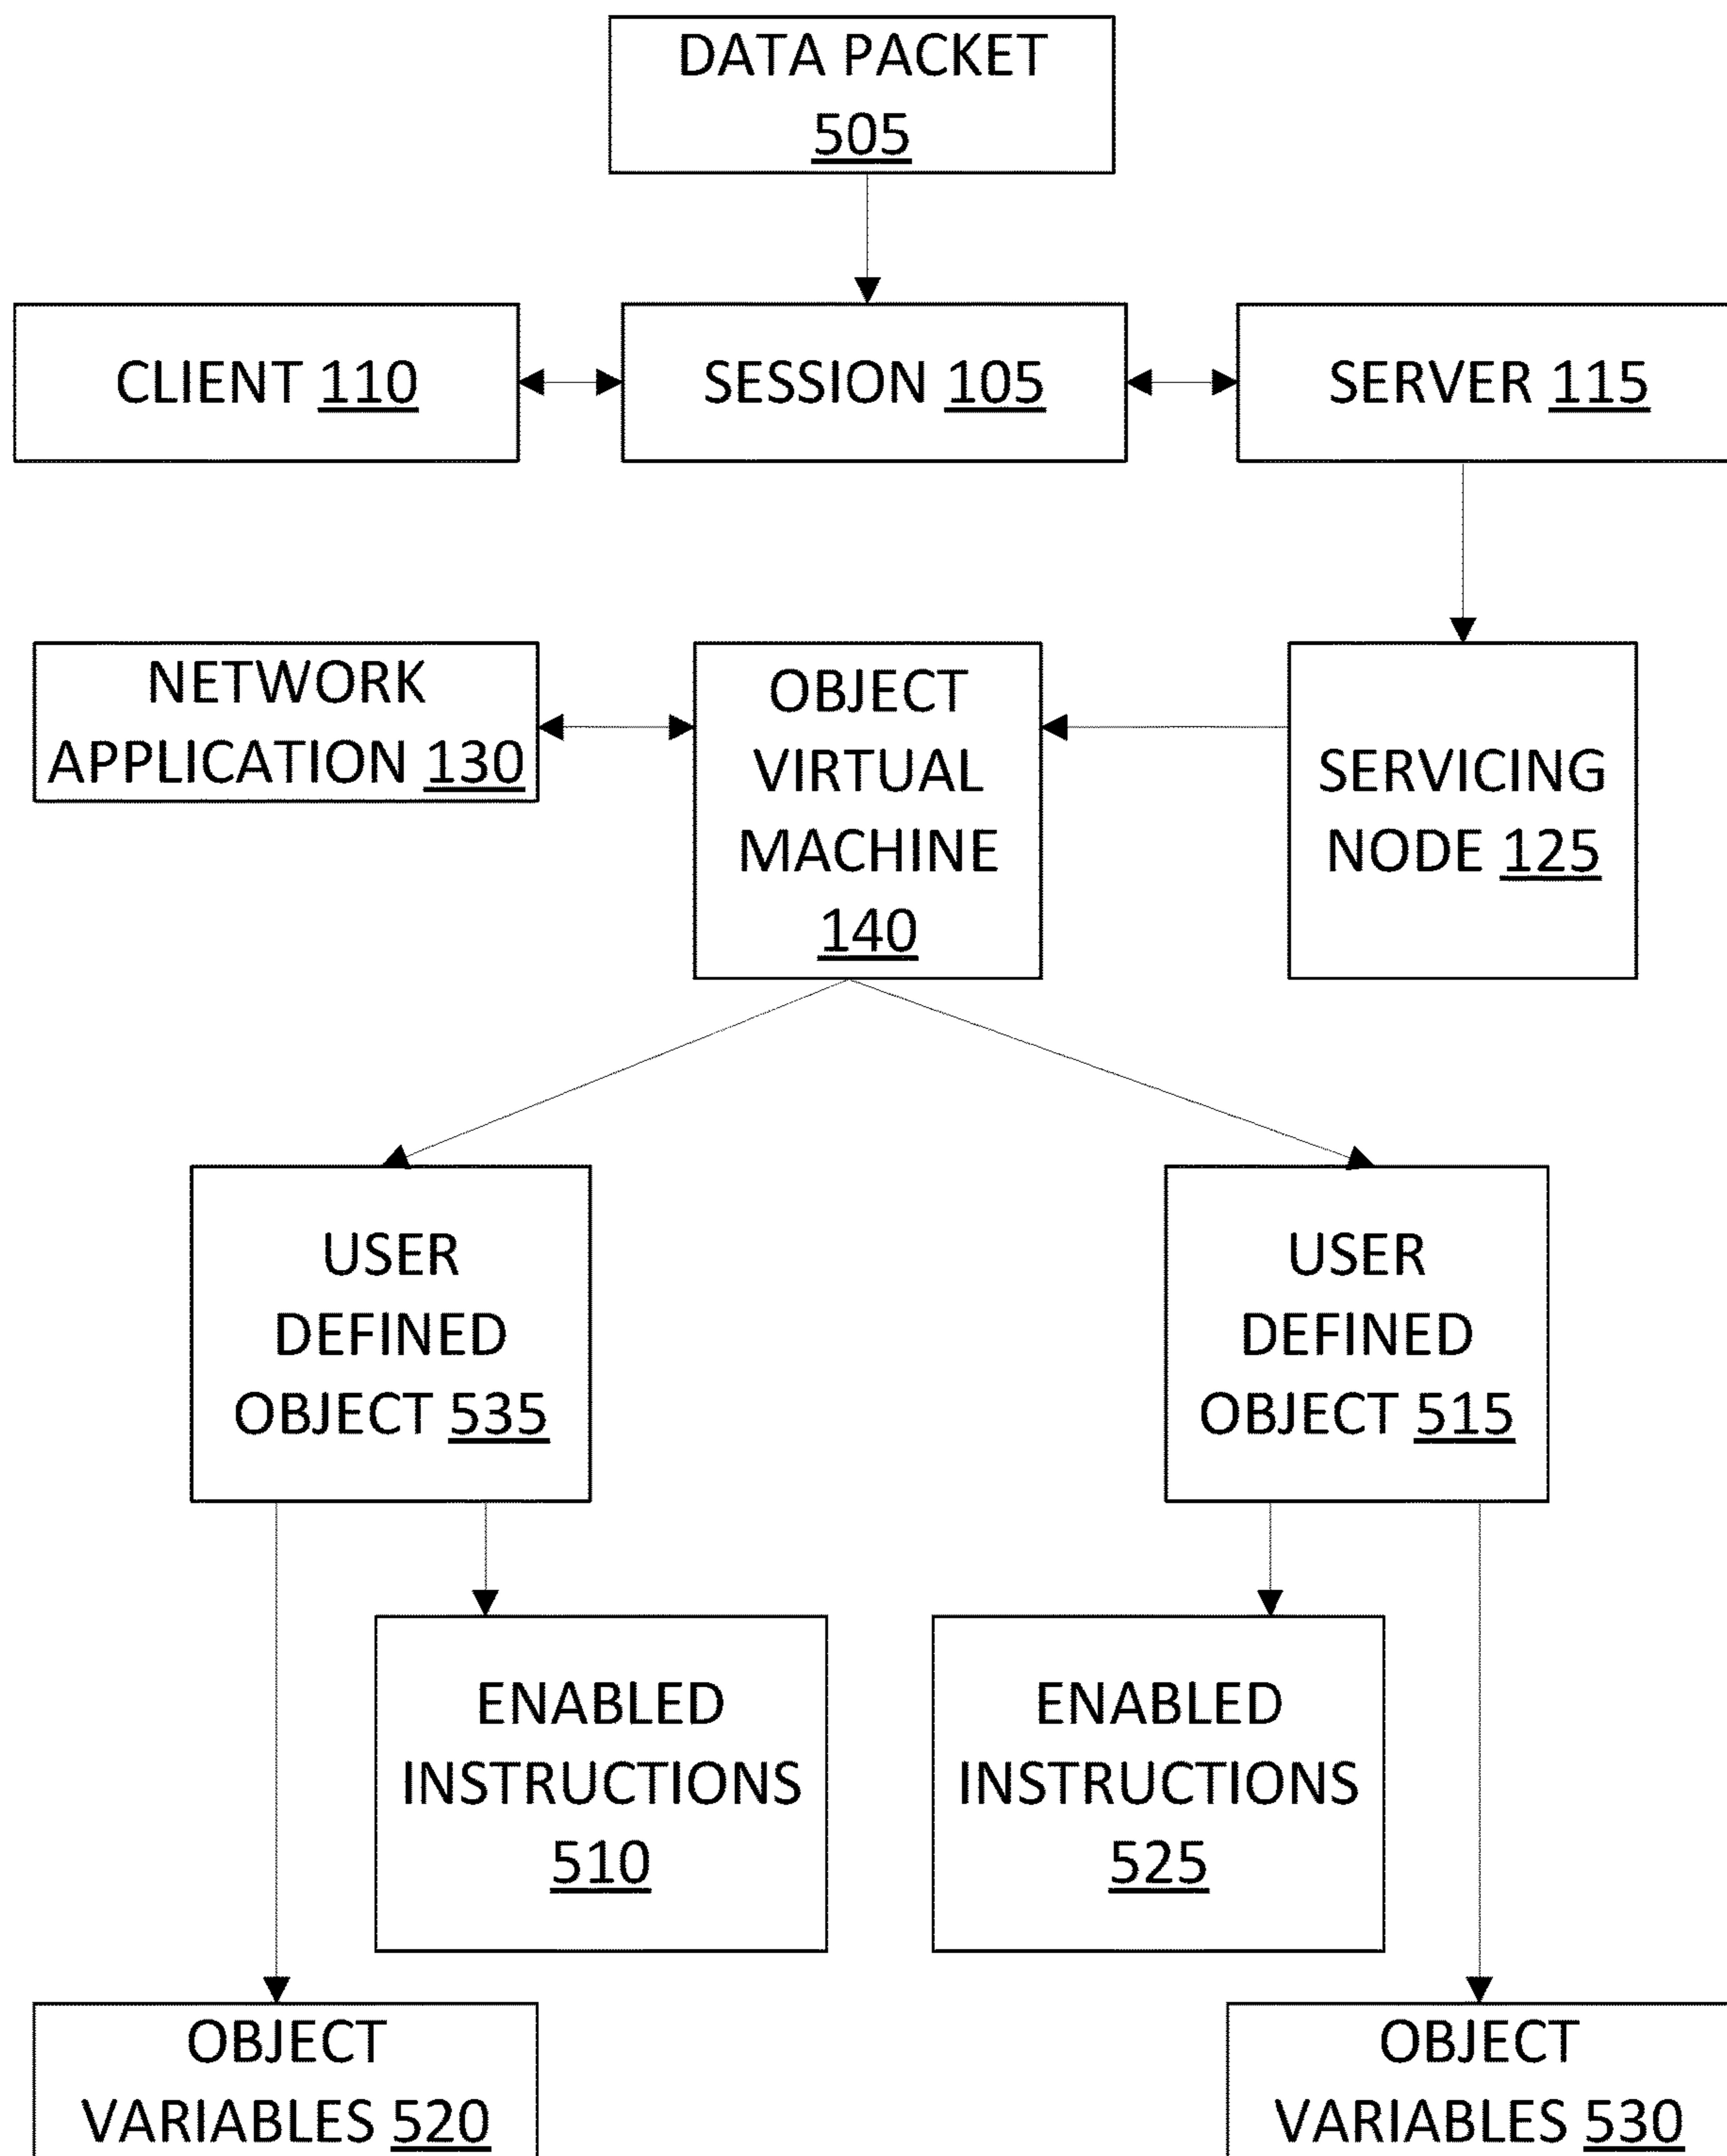 DATA PACKET
505
CLIENT 110
SESSION 105
SERVER 115
NETWORK
APPLICATION 130
OBJECT
VIRTUAL
MACHINE
140
SERVICING
NODE 125
USER
DEFINED
OBJECT 535
USER
DEFINED
OBJECT 515
ENABLED
INSTRUCTIONS
510
ENABLED
INSTRUCTIONS
525
OBJECT
VARIABLES 520
OBJECT
VARIABLES 530